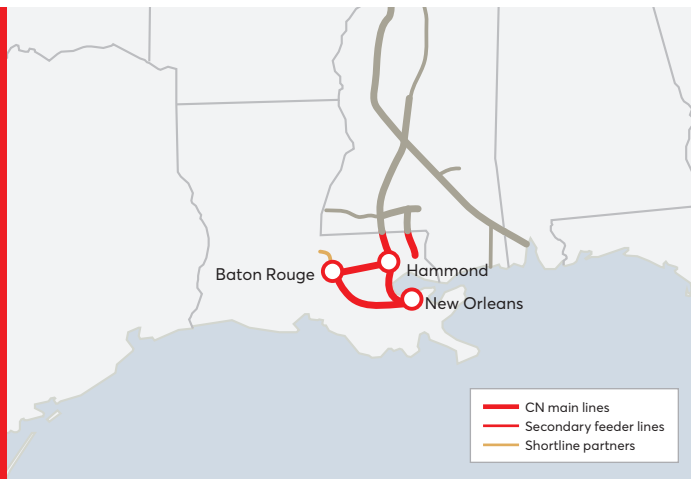 Baton Rouge
Hammond
New Orleans
CN main lines
Secondary feeder lines
Shortline partners